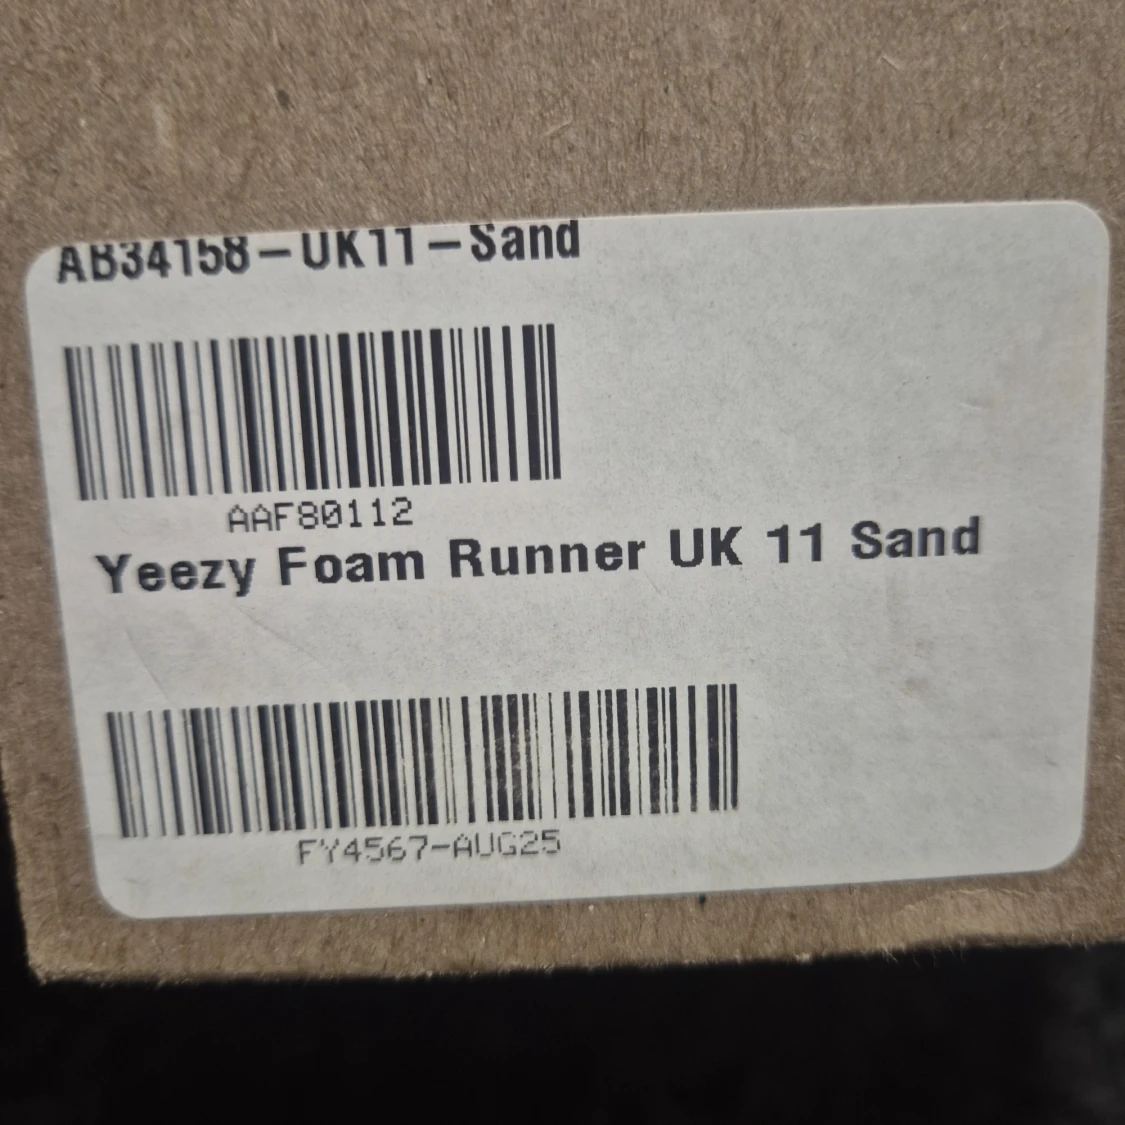 AB34158-UK11-Sand
AAF80112
Yeezy Foam Runner UK 11 Sand
FY4567-AUG25